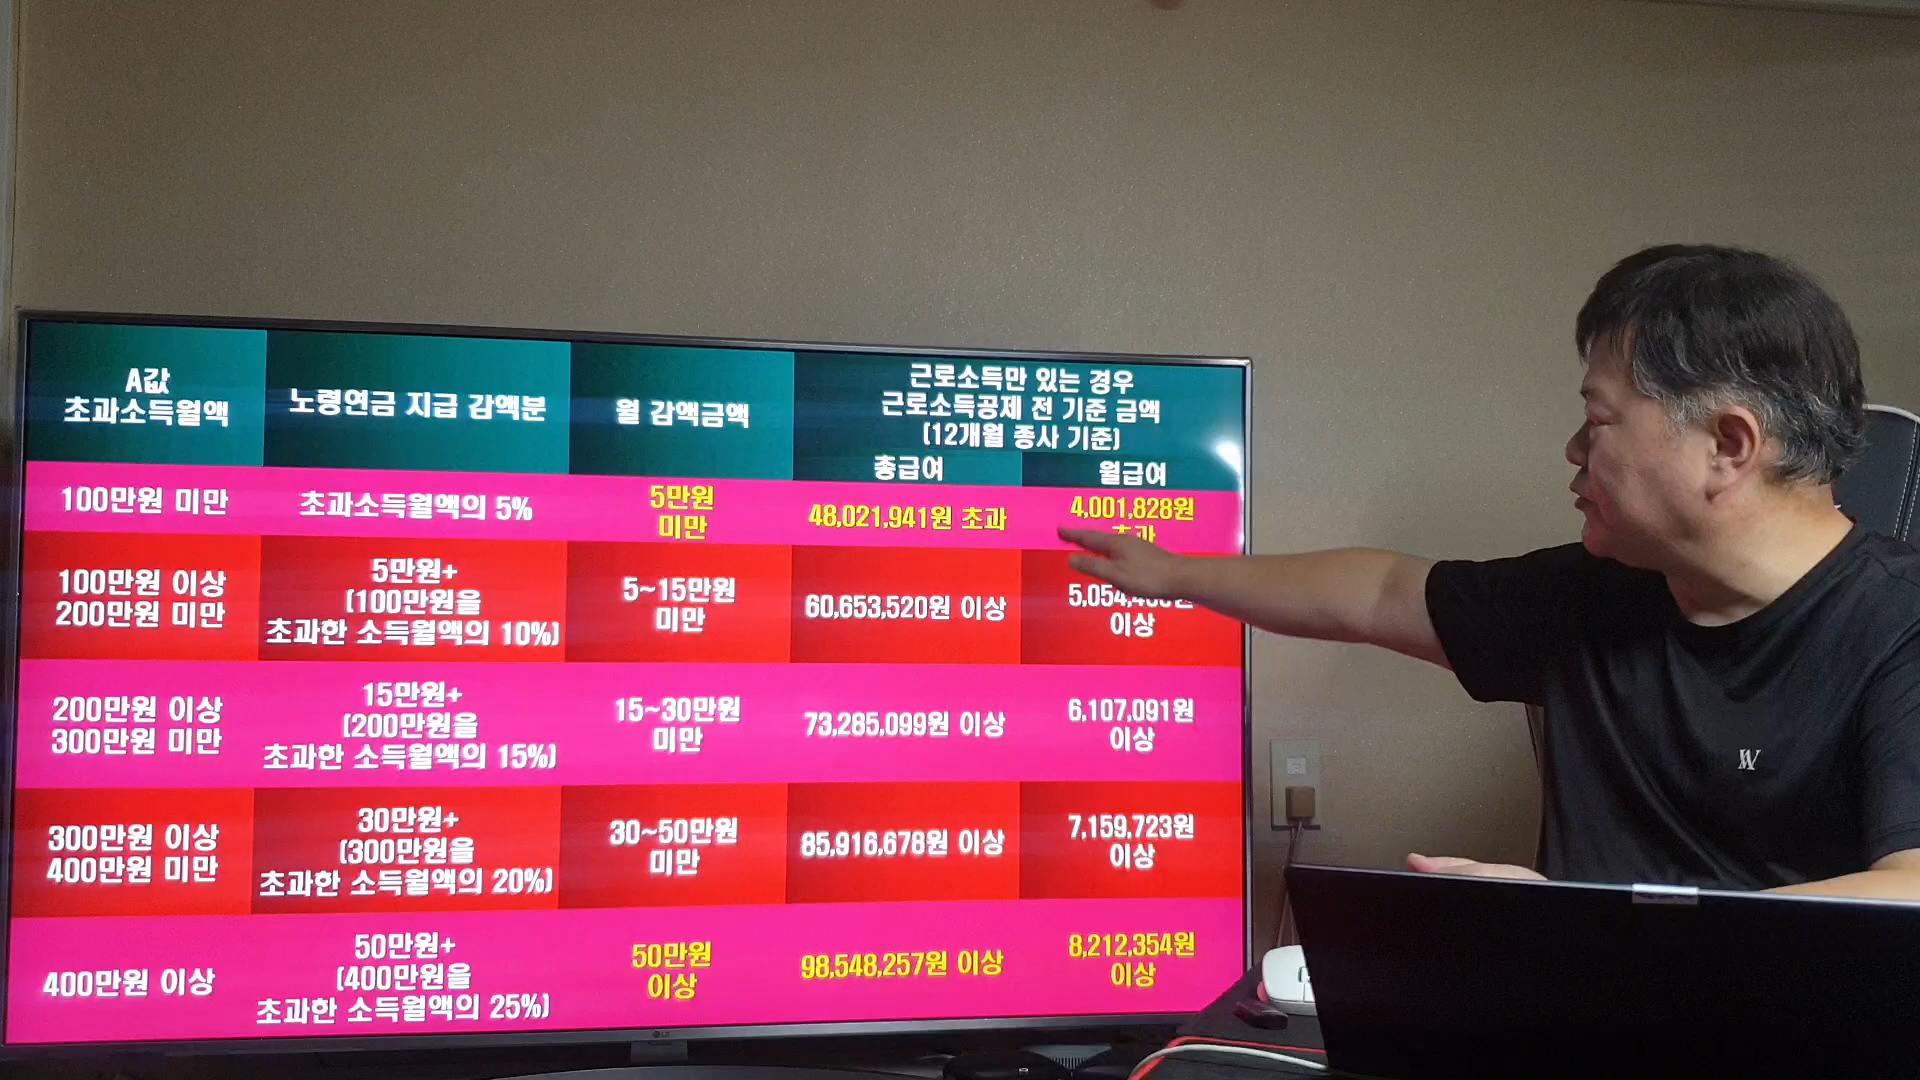 A값
초과소득월액
노령연금 지급 감액분
월 감액금액
근로소득만 있는 경우
근로소득공제 전 기준 금액
(12개월 종사 기준)
총급여
월급여
100만원 미만
초과소득월액의 5%
5만원
미만
48,021,941원 초과
4,001,828원
초과
100만원 이상
200만원 미만
5만원+
(100만원을
초과한 소득월액의 10%)
5~15만원
미만
60,653,520원 이상
이상
200만원 이상
300만원 미만
15만원+
(200만원을
초과한 소득월액의 15%)
15~30만원
미만
73,285,099원 이상
6,107,091원
이상
300만원 이상
400만원 미만
30만원+
(300만원을
초과한 소득월액의 20%)
30~50만원
미만
85,916,678원 이상
7,159,723원
이상
400만원 이상
50만원+
(400만원을
초과한 소득월액의 25%)
50만원
이상
98,548,257원 이상
8,212,354원
이상
LG